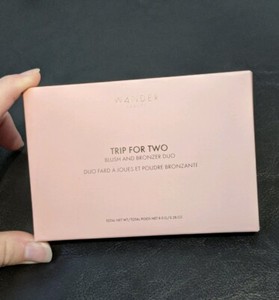 WANDER
TRIP FOR TWO
BLUSH AND BRONZER DUO
DUO FARD À JOUES ET POUDRE BRONZANTE